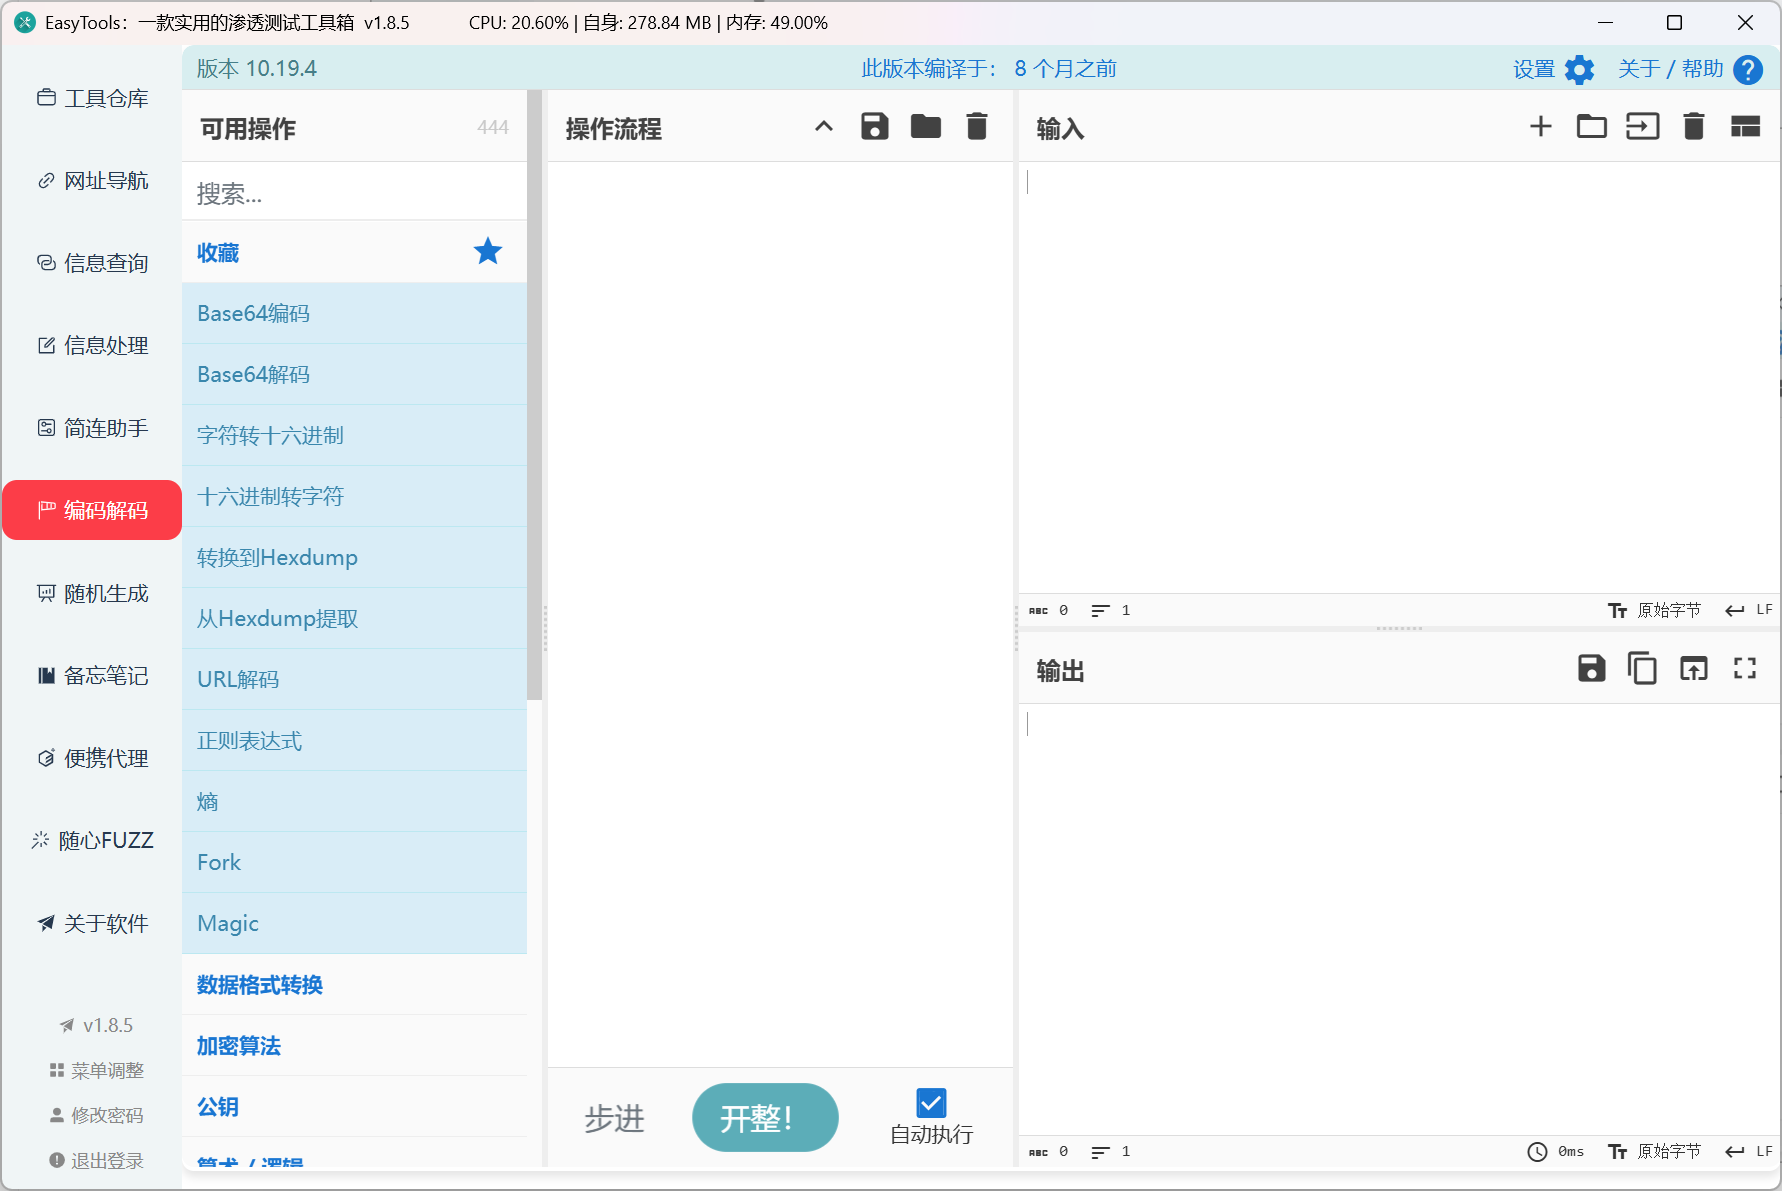 EasyTools：一款实用的渗透测试工具箱 v1.8.5
CPU: 20.60% | 自身: 278.84 MB | 内存: 49.00%
工具仓库
网址导航
信息查询
信息处理
简连助手
编码解码
随机生成
备忘笔记
便携代理
随心FUZZ
关于软件
v1.8.5
菜单调整
修改密码
退出登录
版本 10.19.4
此版本编译于： 8 个月之前
设置
关于 / 帮助
可用操作
444
搜索...
收藏
Base64编码
Base64解码
字符转十六进制
十六进制转字符
转换到Hexdump
从Hexdump提取
URL解码
正则表达式
熵
Fork
Magic
数据格式转换
加密算法
公钥
算术 / 逻辑
操作流程
步进
开整！
自动执行
输入
ABC 0
1
原始字节
LF
输出
ABC 0
1
0ms
原始字节
LF